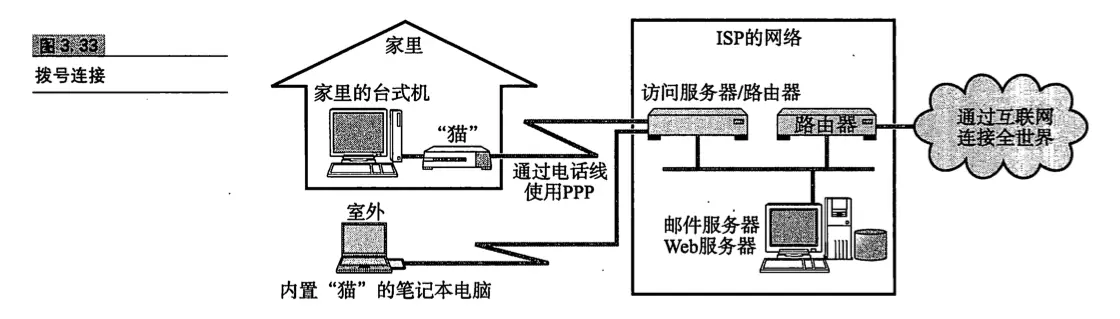 图3.33
拨号连接
家里
家里的台式机
“猫”
通过电话线
使用PPP
室外
内置“猫”的笔记本电脑
ISP的网络
访问服务器/路由器
路由器
邮件服务器
Web服务器
通过互联网
连接全世界